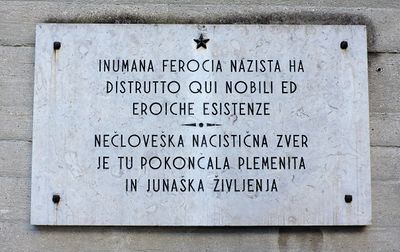 INUMANA FEROCIA NAZISTA HA
DISTRUTTO QUI NOBILI ED
EROICHE ESISTENZE
NEČLOVEŠKA NACISTIČNA ZVER
JE TU POKONČALA PLEMENITA
IN JUNAŠKA ŽIVLJENJA